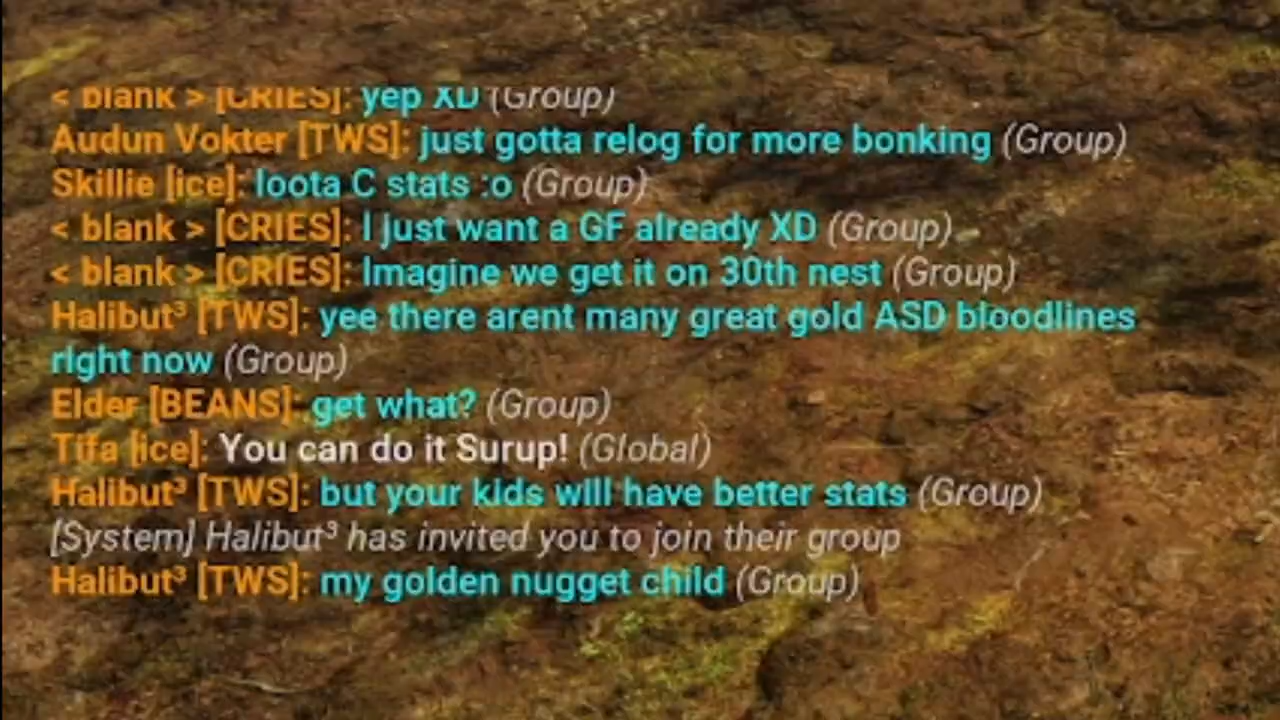 < blank > [CRIES]: yep XD (Group)
Audun Vokter [TWS]: just gotta relog for more bonking (Group)
Skillie [ice]: loota C stats :o (Group)
< blank > [CRIES]: I just want a GF already XD (Group)
< blank > [CRIES]: Imagine we get it on 30th nest (Group)
Halibut³ [TWS]: yee there arent many great gold ASD bloodlines
right now (Group)
Elder [BEANS]: get what? (Group)
Tifa [ice]: You can do it Surup! (Global)
Halibut³ [TWS]: but your kids will have better stats (Group)
[System] Halibut³ has invited you to join their group
Halibut³ [TWS]: my golden nugget child (Group)